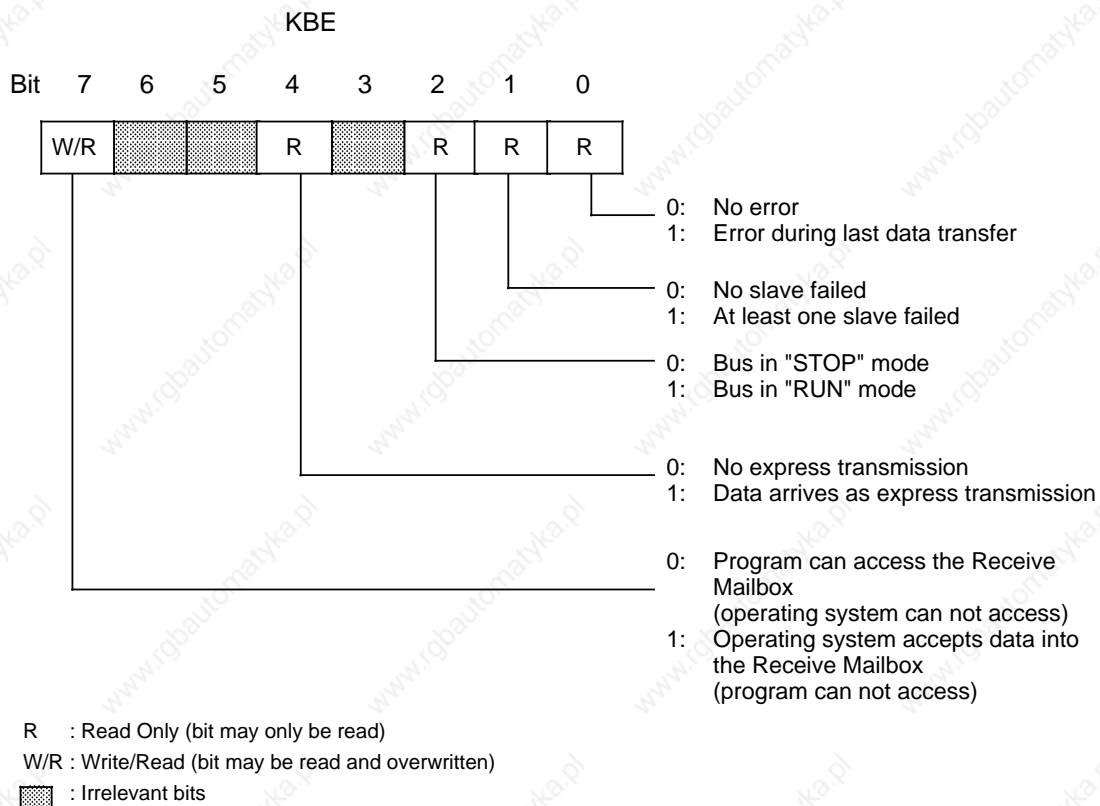 KBE
Bit 7 6 5 4 3 2 1 0
W/R R R R R
0: No error
1: Error during last data transfer
0: No slave failed
1: At least one slave failed
0: Bus in "STOP" mode
1: Bus in "RUN" mode
0: No express transmission
1: Data arrives as express transmission
0: Program can access the Receive
Mailbox
(operating system can not access)
1: Operating system accepts data into
the Receive Mailbox
(program can not access)
R : Read Only (bit may only be read)
W/R : Write/Read (bit may be read and overwritten)
: Irrelevant bits
www.rgbautomatyka.pl